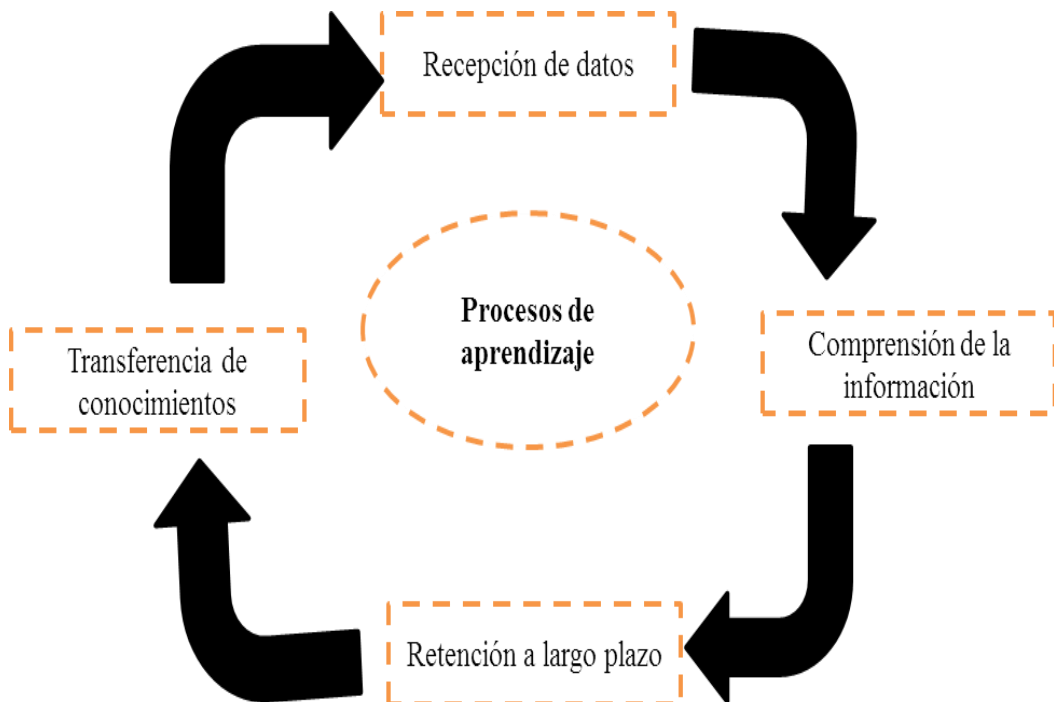 Recepción de datos
Procesos de
aprendizaje
Comprensión de la
información
Retención a largo plazo
Transferencia de
conocimientos